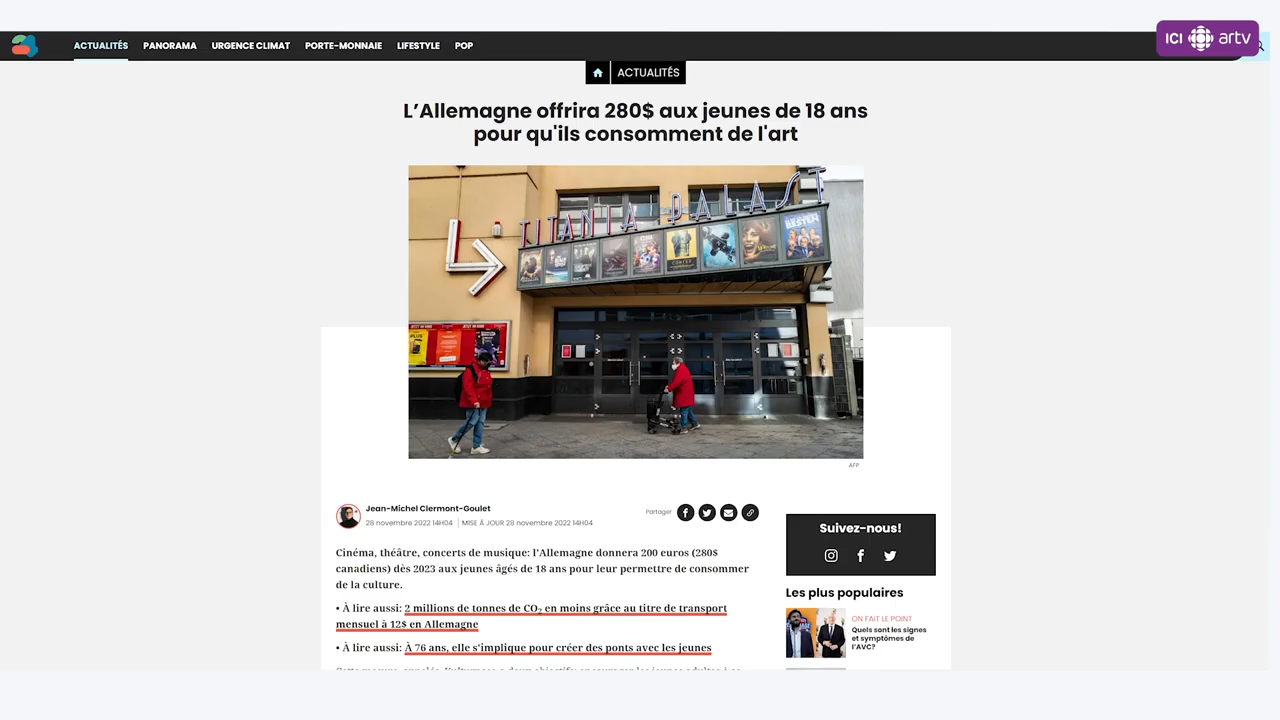 ICI artv
ACTUALITÉS PANORAMA URGENCE CLIMAT PORTE-MONNAIE LIFESTYLE POP
ACTUALITÉS
L’Allemagne offrira 280$ aux jeunes de 18 ans
pour qu'ils consomment de l'art
TITANIA PALAST
AFP
Jean-Michel Clermont-Goulet
28 novembre 2022 14H04 | MISE À JOUR 28 novembre 2022 14H04
Partager
Cinéma, théâtre, concerts de musique: l'Allemagne donnera 200 euros (280$
canadiens) dès 2023 aux jeunes âgés de 18 ans pour leur permettre de consommer
de la culture.
• À lire aussi: 2 millions de tonnes de CO₂ en moins grâce au titre de transport
mensuel à 12$ en Allemagne
• À lire aussi: À 76 ans, elle s'implique pour créer des ponts avec les jeunes
Suivez-nous!
Les plus populaires
ON FAIT LE POINT
Quels sont les signes
et symptômes de
l’AVC?